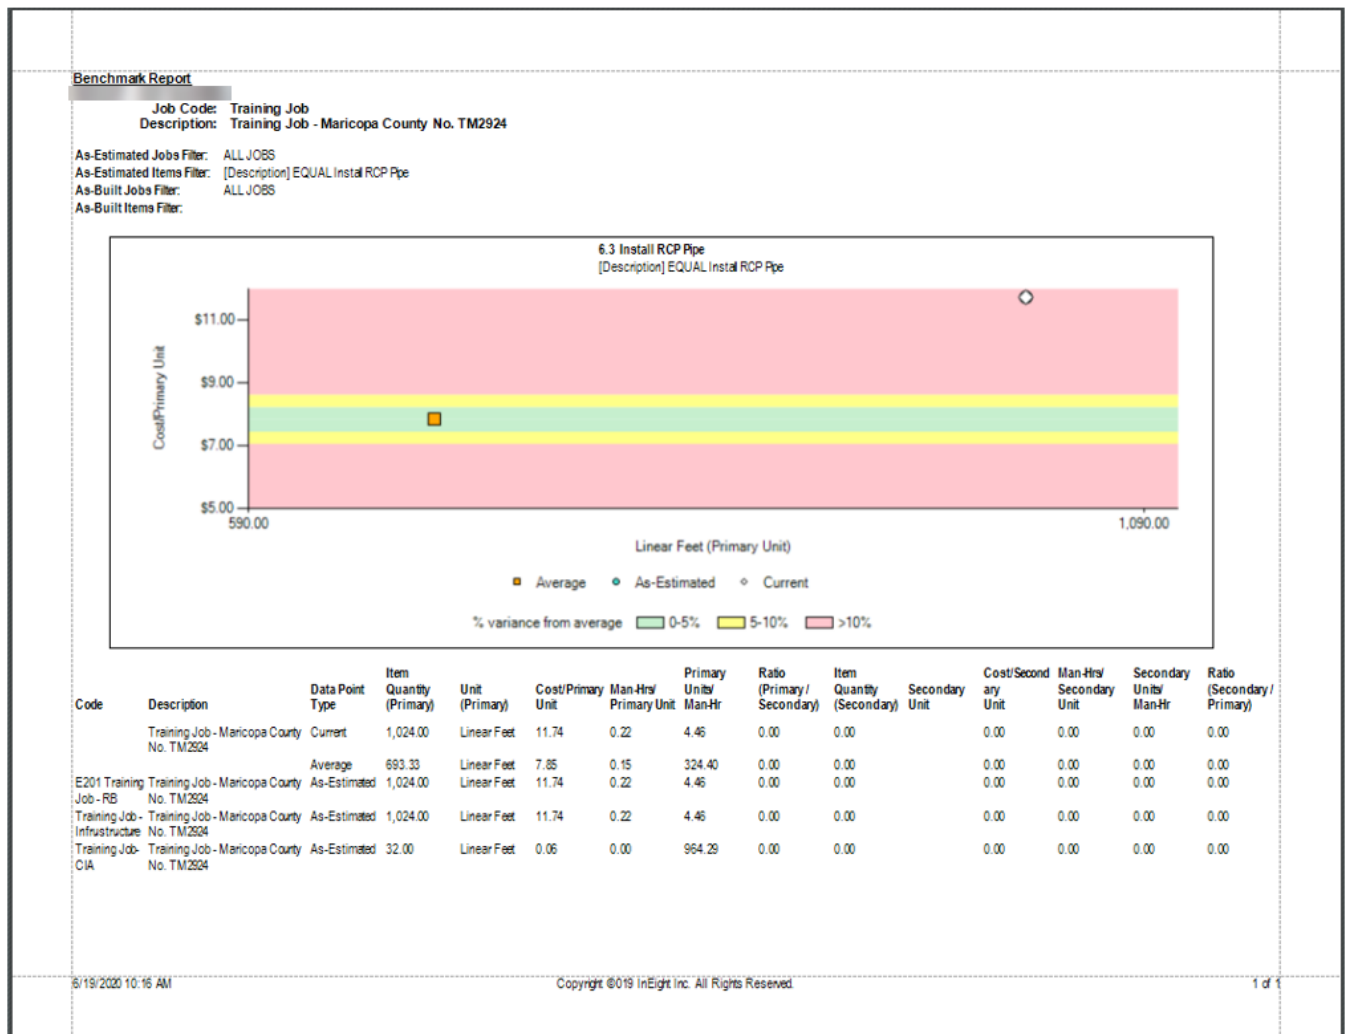 Benchmark Report
Job Code: Training Job
Description: Training Job - Maricopa County No. TM2924
As-Estimated Jobs Filter: ALL JOBS
As-Estimated Items Filter: [Description] EQUAL Install RCP Pipe
As-Built Jobs Filter: ALL JOBS
As-Built Items Filter:
6.3 Install RCP Pipe
[Description] EQUAL Install RCP Pipe
Cost/Primary Unit
$11.00
$9.00
$7.00
$5.00
590.00 1,090.00
Linear Feet (Primary Unit)
Average As-Estimated Current
% variance from average 0-5% 5-10% >10%
Item Primary Ratio Item Cost/Second Man-Hrs/ Secondary Ratio
Data Point Quantity Unit Cost/Primary Man-Hrs/ Units/ (Primary / Quantity Secondary ary Secondary Units/ (Secondary /
Code Description Type (Primary) (Primary) Unit Primary Unit Man-Hr Secondary) (Secondary) Unit Unit Unit Man-Hr Primary)
Training Job - Maricopa County Current 1,024.00 Linear Feet 11.74 0.22 4.46 0.00 0.00 0.00 0.00 0.00 0.00
No. TM2924
Average 693.33 Linear Feet 7.85 0.15 324.40 0.00 0.00 0.00 0.00 0.00 0.00
E201 Training Training Job - Maricopa County As-Estimated 1,024.00 Linear Feet 11.74 0.22 4.46 0.00 0.00 0.00 0.00 0.00 0.00
Job - RB No. TM2924
Training Job - Training Job - Maricopa County As-Estimated 1,024.00 Linear Feet 11.74 0.22 4.46 0.00 0.00 0.00 0.00 0.00 0.00
Infrustructure No. TM2924
Training Job- Training Job - Maricopa County As-Estimated 32.00 Linear Feet 0.06 0.00 964.29 0.00 0.00 0.00 0.00 0.00 0.00
CIA No. TM2924
6/19/2020 10:16 AM Copyright ©019 InEight Inc. All Rights Reserved. 1 of 1